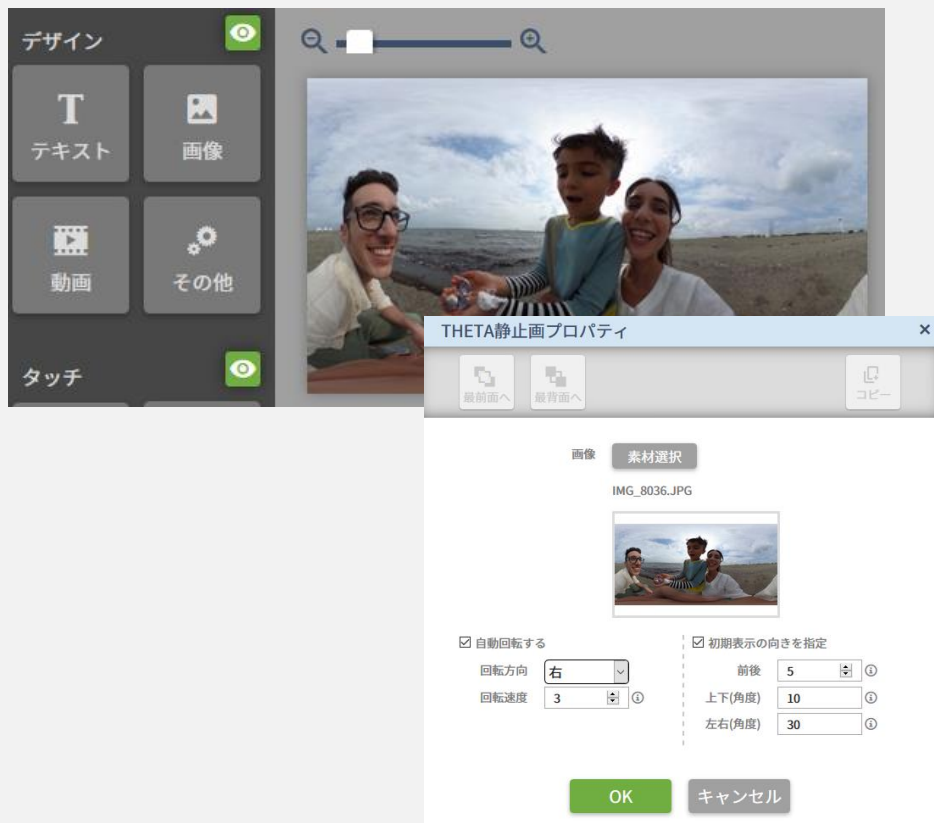 デザイン
T
テキスト
画像
動画
その他
タッチ
THETA静止画プロパティ
×
最前面へ
最背面へ
コピー
画像
素材選択
IMG_8036.JPG
自動回転する
初期表示の向きを指定
回転方向
右
前後
5
回転速度
3
上下(角度)
10
左右(角度)
30
OK
キャンセル